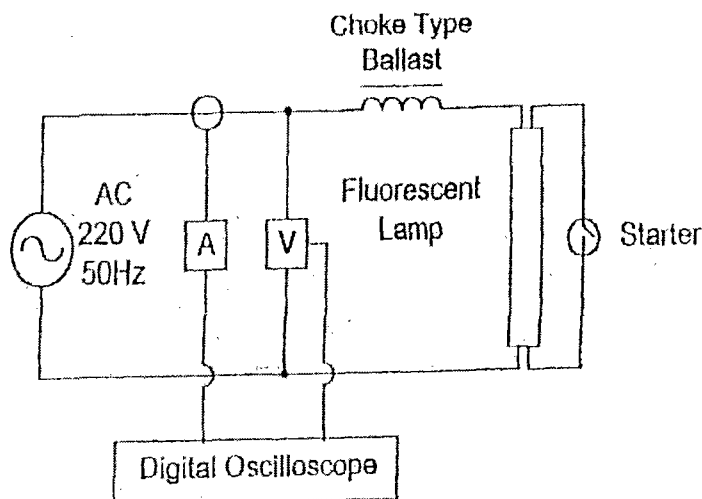 Choke Type
Ballast
AC
220 V
50Hz
A
V
Fluorescent
Lamp
Starter
Digital Oscilloscope